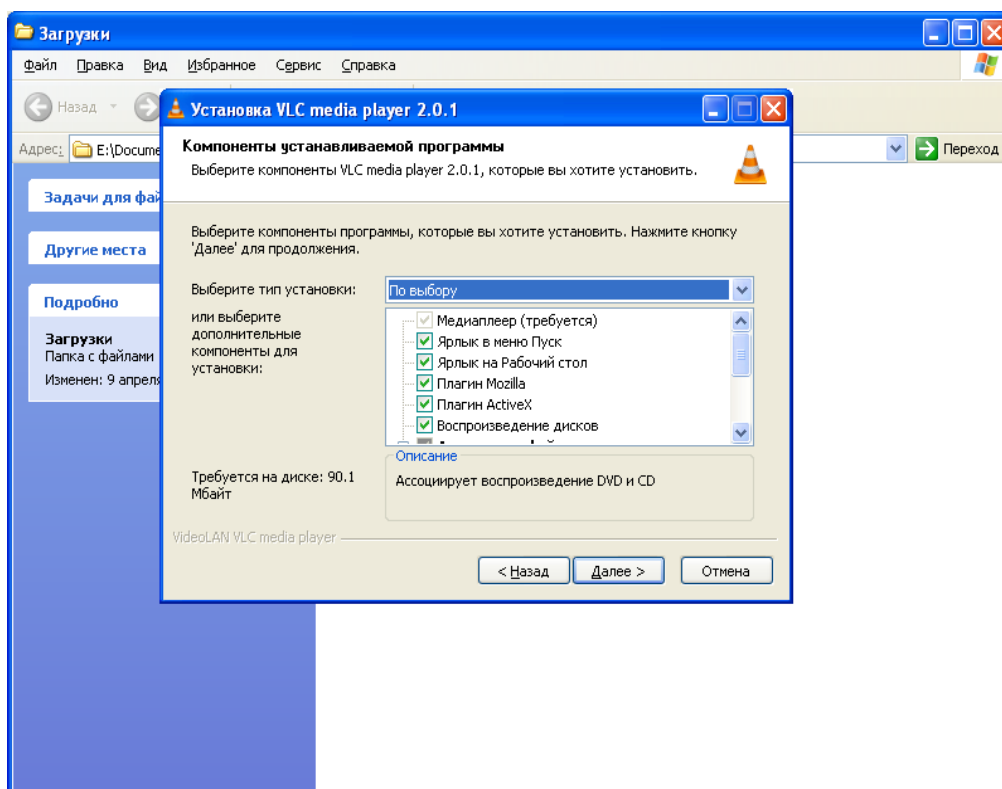 Загрузки
Файл Правка Вид Избранное Сервис Справка
Назад
Адрес: E:\Docume
Переход
Задачи для фай
Другие места
Подробно
Загрузки
Папка с файлами
Изменен: 9 апреля
Установка VLC media player 2.0.1
Компоненты устанавливаемой программы
Выберите компоненты VLC media player 2.0.1, которые вы хотите установить.
Выберите компоненты программы, которые вы хотите установить. Нажмите кнопку
'Далее' для продолжения.
Выберите тип установки:
По выбору
или выберите
дополнительные
компоненты для
установки:
Медиаплеер (требуется)
Ярлык в меню Пуск
Ярлык на Рабочий стол
Плагин Mozilla
Плагин ActiveX
Воспроизведение дисков
Описание
Ассоциирует воспроизведение DVD и CD
Требуется на диске: 90.1
Мбайт
VideoLAN VLC media player
< Назад Далее > Отмена